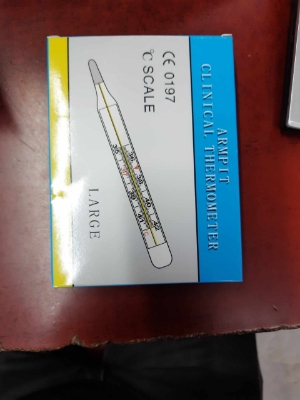 ARMPIT
CLINICAL THERMOMETER
CE 0197
°C SCALE
LARGE